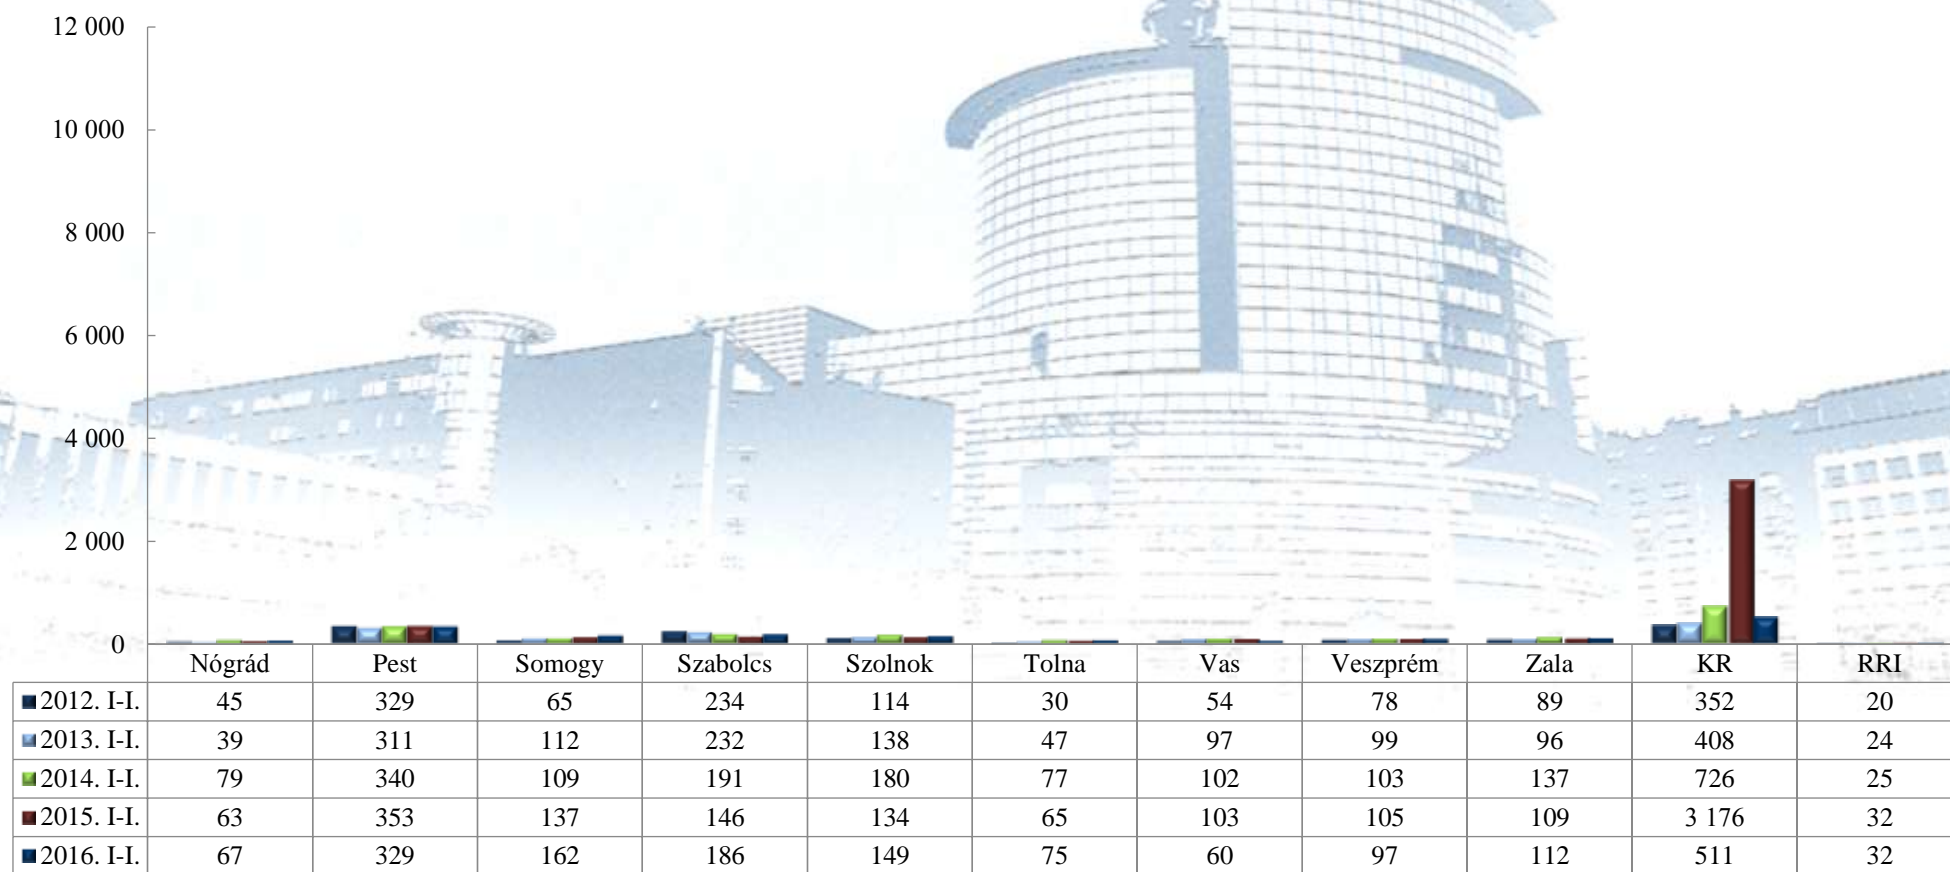 12 000
10 000
8 000
6 000
4 000
2 000
0
Nógrád Pest Somogy Szabolcs Szolnok Tolna Vas Veszprém Zala KR RRI
2012. I-I. 45 329 65 234 114 30 54 78 89 352 20
2013. I-I. 39 311 112 232 138 47 97 99 96 408 24
2014. I-I. 79 340 109 191 180 77 102 103 137 726 25
2015. I-I. 63 353 137 146 134 65 103 105 109 3 176 32
2016. I-I. 67 329 162 186 149 75 60 97 112 511 32